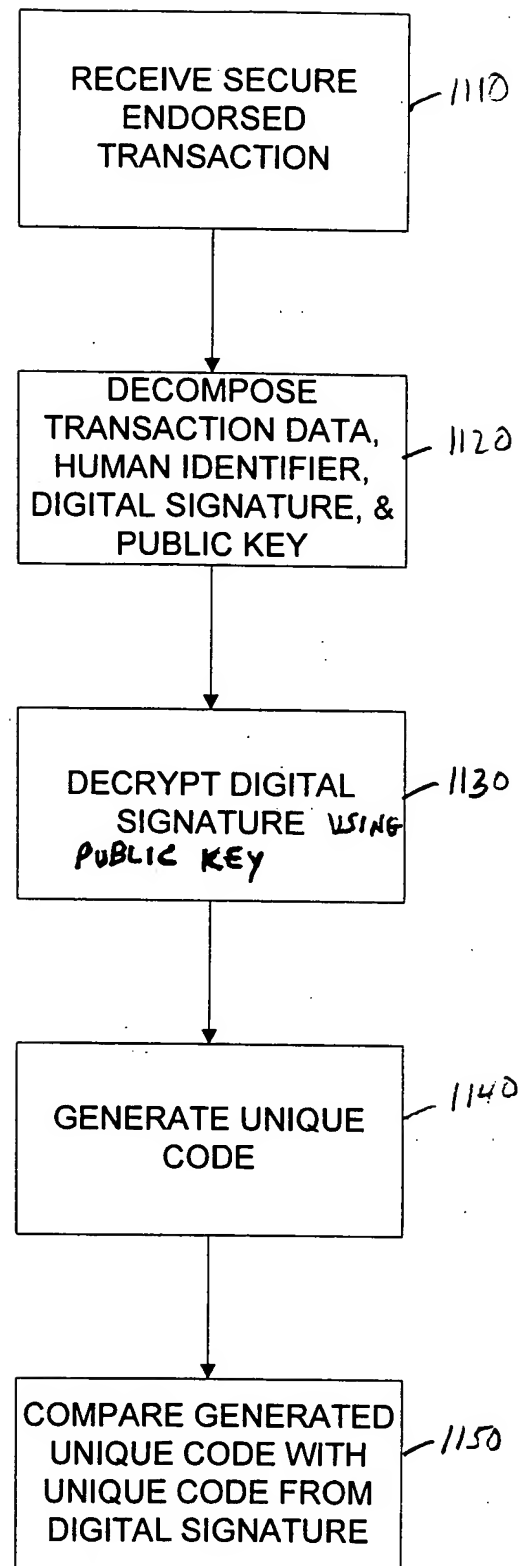 RECEIVE SECURE
ENDORSED
TRANSACTION
1110
DECOMPOSE
TRANSACTION DATA,
HUMAN IDENTIFIER,
DIGITAL SIGNATURE, &
PUBLIC KEY
1120
DECRYPT DIGITAL
SIGNATURE USING
PUBLIC KEY
1130
GENERATE UNIQUE
CODE
1140
COMPARE GENERATED
UNIQUE CODE WITH
UNIQUE CODE FROM
DIGITAL SIGNATURE
1150